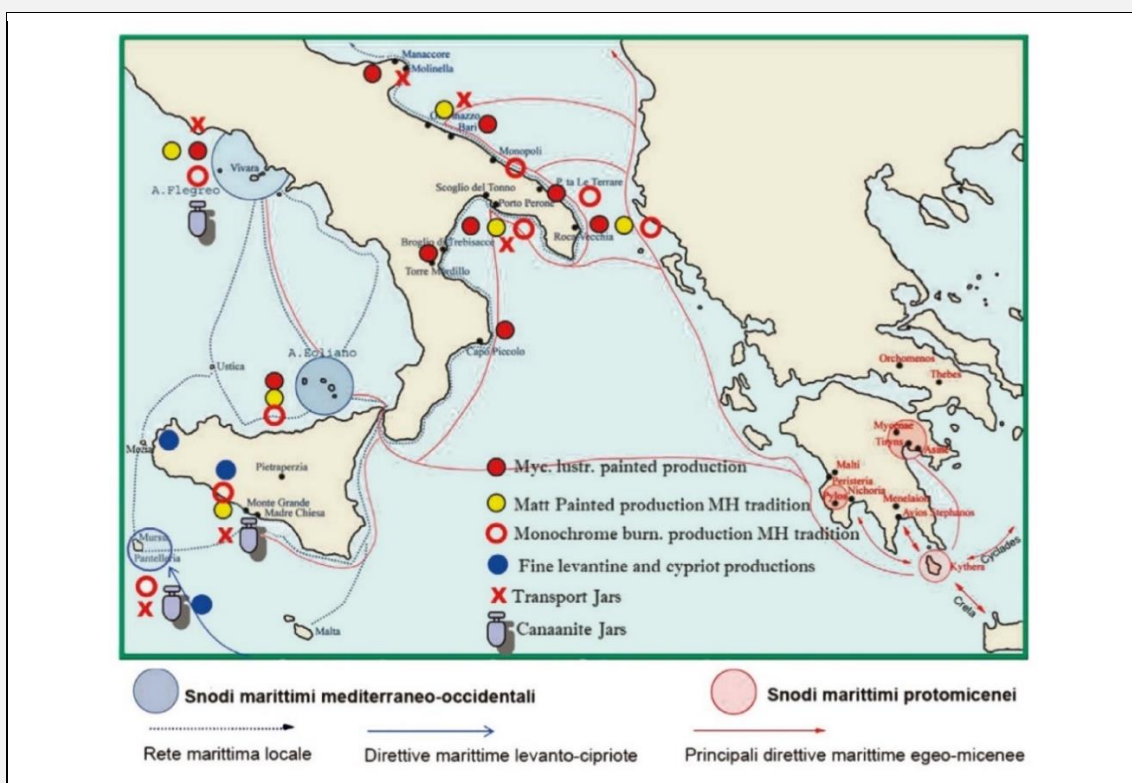 Manaccore
Molinella
Bari
Monopoli
Vivara
A.Flegreo
Scoglio del Tonno
P. ta Le Terrare
Porto Perone
Roca Vecchia
Broglio di Trebisacce
Torre Mordillo
Capo Piccolo
A.Eoliano
Ustica
Orchomenos
Thebes
Mycenae
Tiryns
Asine
Malti
Peristeria
Nichoria
Pylos
Menelaion
Kythera
Cyclades
Creta
Pietraperzia
Monte Grande
Madre Chiesa
Pantelleria
Malta
Myc. lustr. painted production
Matt Painted production MH tradition
Monochrome burn. production MH tradition
Fine levantine and cypriot productions
Transport Jars
Canaanite Jars
Snodi marittimi mediterraneo-occidentali
Snodi marittimi protomicenei
Rete marittima locale
Direttive marittime levanto-cipriote
Principali direttive marittime egeo-micenee